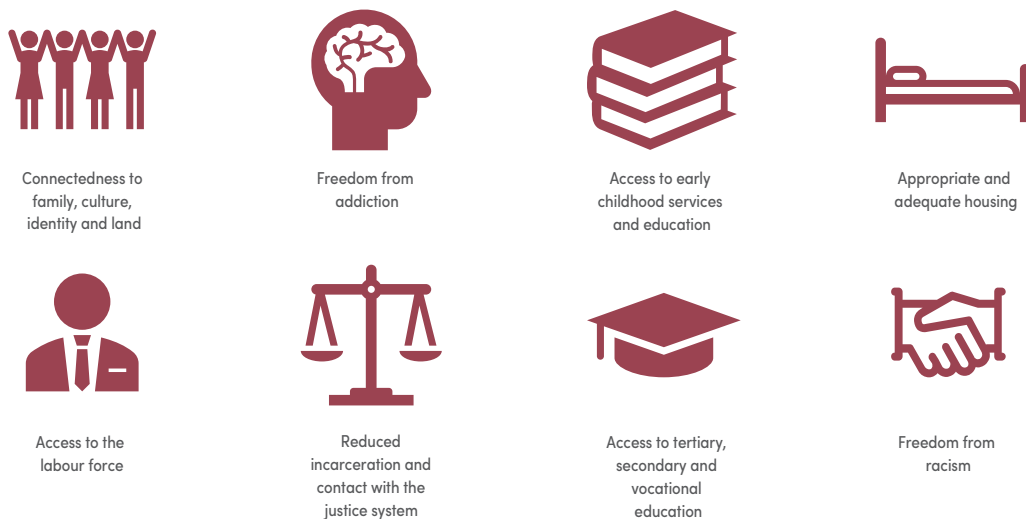 Connectedness to
family, culture,
identity and land
Freedom from
addiction
Access to early
childhood services
and education
Appropriate and
adequate housing
Access to the
labour force
Reduced
incarceration and
contact with the
justice system
Access to tertiary,
secondary and
vocational
education
Freedom from
racism